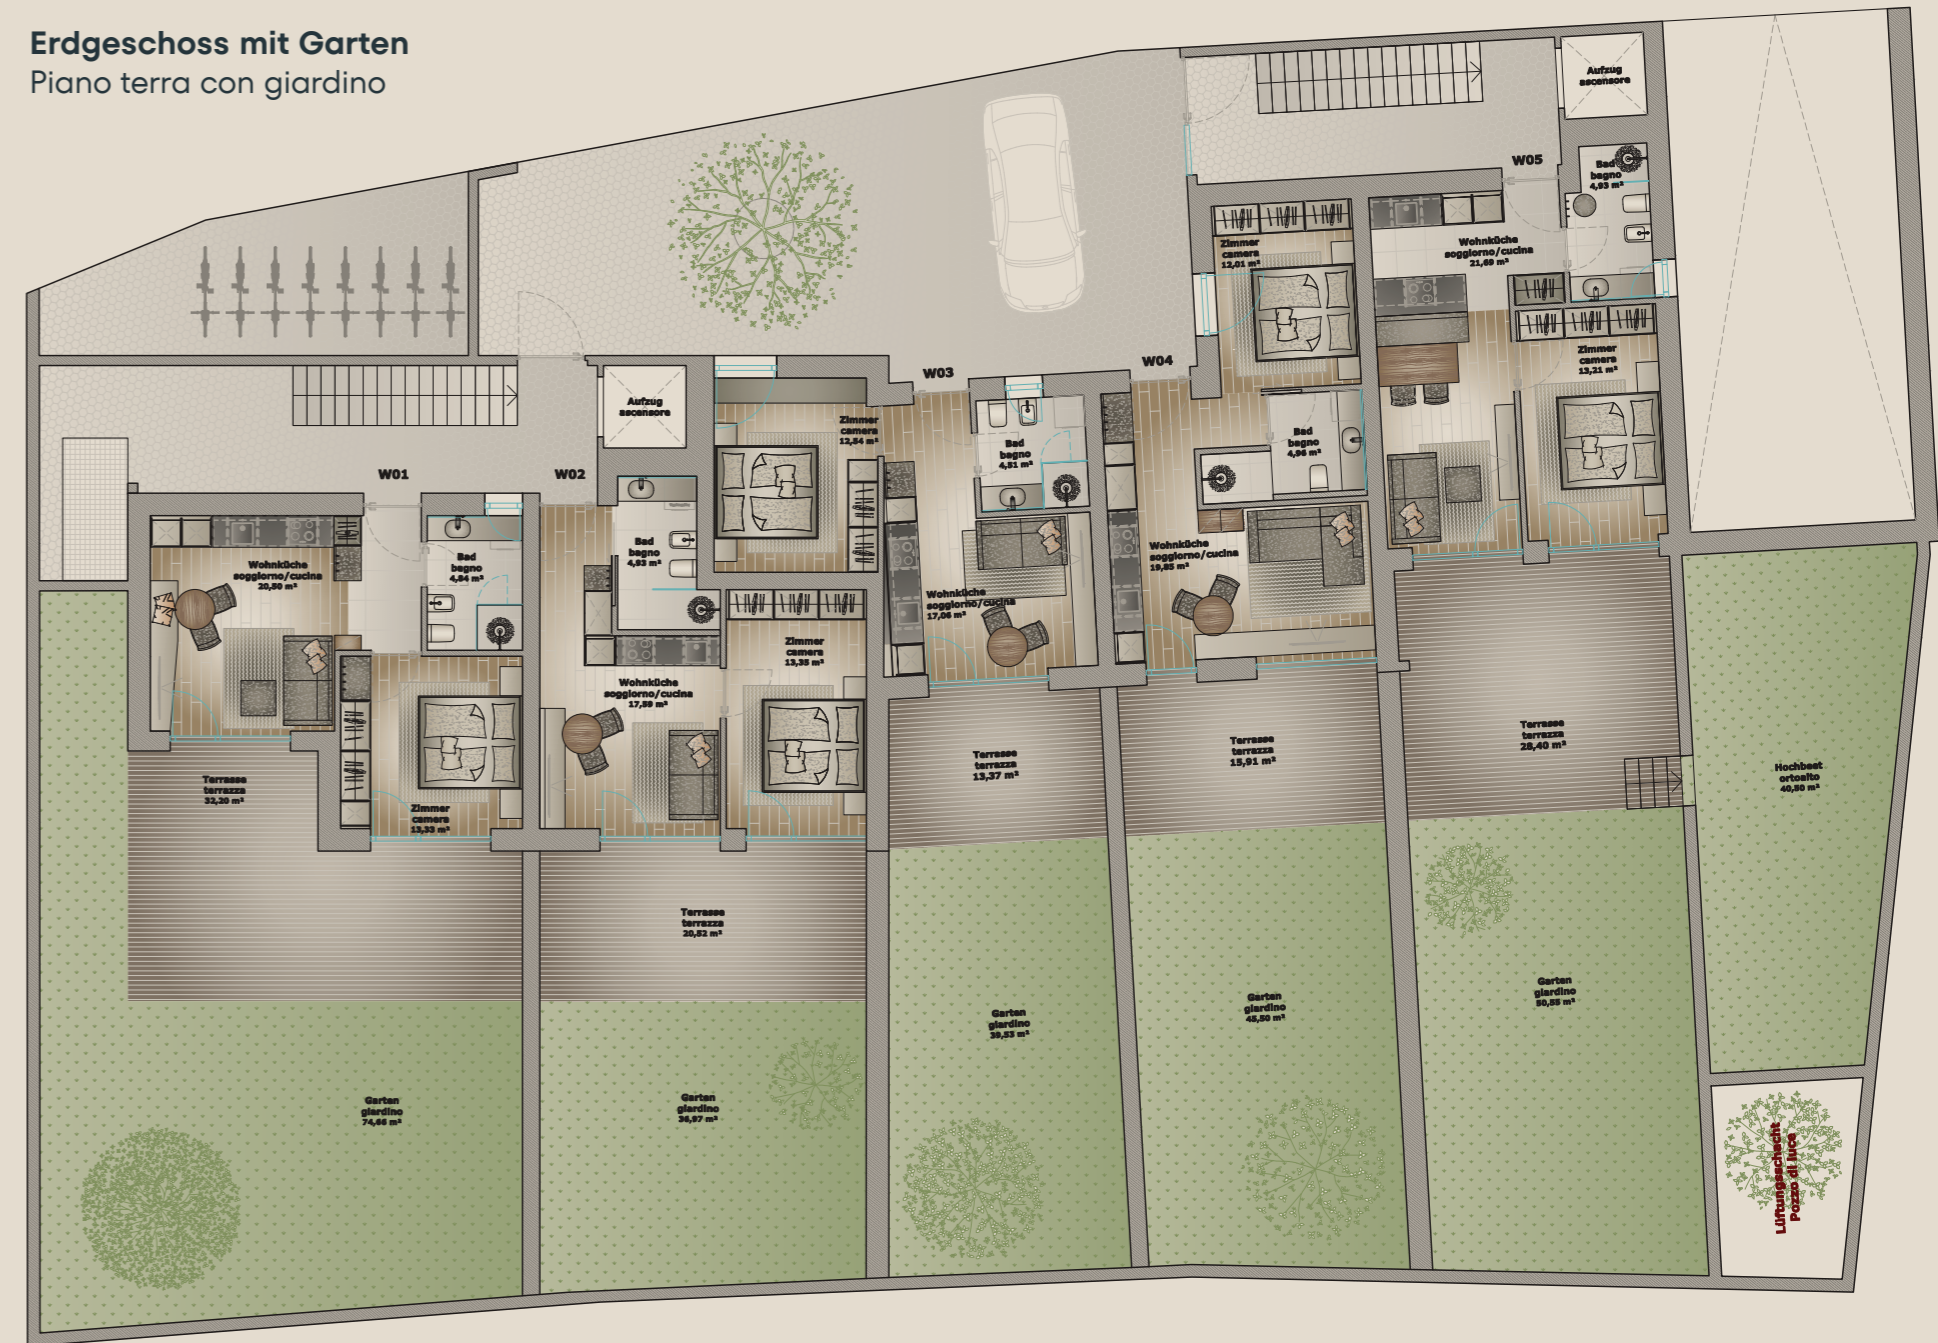 Erdgeschoss mit Garten
Piano terra con giardino
Aufzug
ascensore
W05
Bad
bagno
4,93 m²
Zimmer
camera
12,01 m²
Wohnküche
soggiorno/cucina
21,69 m²
Zimmer
camera
13,21 m²
W03
W04
Aufzug
ascensore
Zimmer
camera
12,54 m²
Bad
bagno
4,51 m²
Bad
bagno
4,96 m²
W01
W02
Wohnküche
soggiorno/cucina
20,50 m²
Bad
bagno
4,84 m²
Bad
bagno
4,93 m²
Wohnküche
soggiorno/cucina
19,85 m²
Wohnküche
soggiorno/cucina
17,06 m²
Zimmer
camera
13,35 m²
Wohnküche
soggiorno/cucina
17,59 m²
Terrasse
terrazza
32,20 m²
Zimmer
camera
13,33 m²
Terrasse
terrazza
13,37 m²
Terrasse
terrazza
15,91 m²
Terrasse
terrazza
28,40 m²
Hochbeet
ortoalto
40,50 m²
Terrasse
terrazza
20,52 m²
Garten
giardino
74,66 m²
Garten
giardino
36,97 m²
Garten
giardino
39,53 m²
Garten
giardino
45,50 m²
Garten
giardino
50,55 m²
Lüftungsschacht
Pozzo di luca